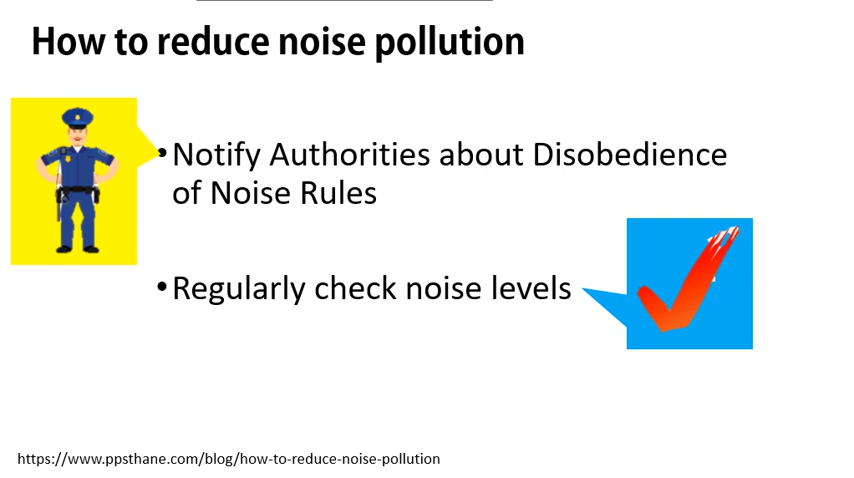 How to reduce noise pollution
•Notify Authorities about Disobedience
of Noise Rules
•Regularly check noise levels
https://www.ppsthane.com/blog/how-to-reduce-noise-pollution